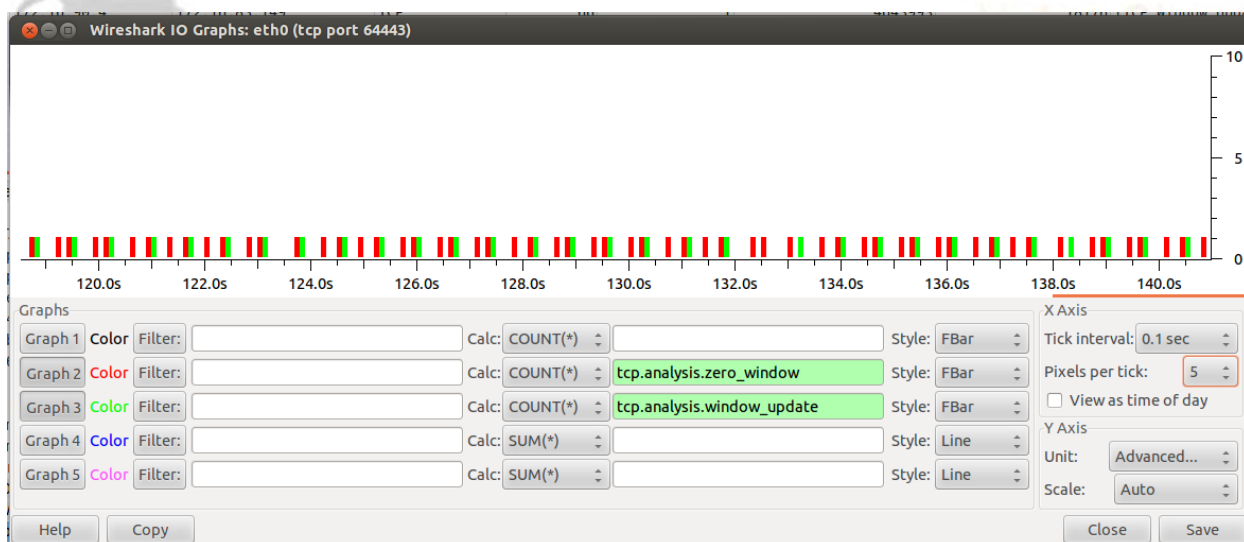 Wireshark IO Graphs: eth0 (tcp port 64443)
10
5
0
120.0s 122.0s 124.0s 126.0s 128.0s 130.0s 132.0s 134.0s 136.0s 138.0s 140.0s
Graphs
Graph 1 Color Filter: Calc: COUNT(*) Style: FBar
Graph 2 Color Filter: Calc: COUNT(*) tcp.analysis.zero_window Style: FBar
Graph 3 Color Filter: Calc: COUNT(*) tcp.analysis.window_update Style: FBar
Graph 4 Color Filter: Calc: SUM(*) Style: Line
Graph 5 Color Filter: Calc: SUM(*) Style: Line
X Axis
Tick interval: 0.1 sec
Pixels per tick: 5
View as time of day
Y Axis
Unit: Advanced...
Scale: Auto
Help Copy Close Save